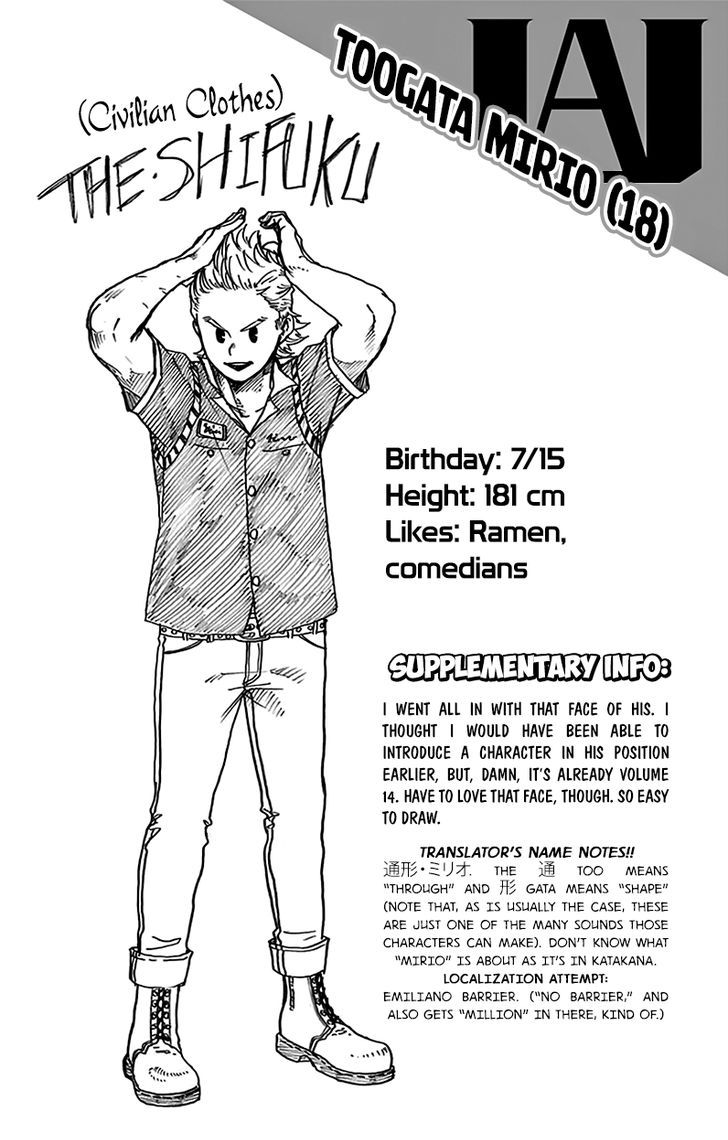 UA
TOOGATA MIRIO (18)
(Civilian Clothes)
THE・SHIFUKU
Birthday: 7/15
Height: 181 cm
Likes: Ramen,
comedians
SUPPLEMENTARY INFO:
I WENT ALL IN WITH THAT FACE OF HIS. I
THOUGHT I WOULD HAVE BEEN ABLE TO
INTRODUCE A CHARACTER IN HIS POSITION
EARLIER, BUT, DAMN, IT'S ALREADY VOLUME
14. HAVE TO LOVE THAT FACE, THOUGH. SO EASY
TO DRAW.
TRANSLATOR'S NAME NOTES!!
通形・ミリオ. THE 通 TOO MEANS
"THROUGH" AND 形 GATA MEANS "SHAPE"
(NOTE THAT, AS IS USUALLY THE CASE, THESE
ARE JUST ONE OF THE MANY SOUNDS THOSE
CHARACTERS CAN MAKE). DON'T KNOW WHAT
"MIRIO" IS ABOUT AS IT'S IN KATAKANA.
LOCALIZATION ATTEMPT:
EMILIANO BARRIER. ("NO BARRIER," AND
ALSO GETS "MILLION" IN THERE, KIND OF.)